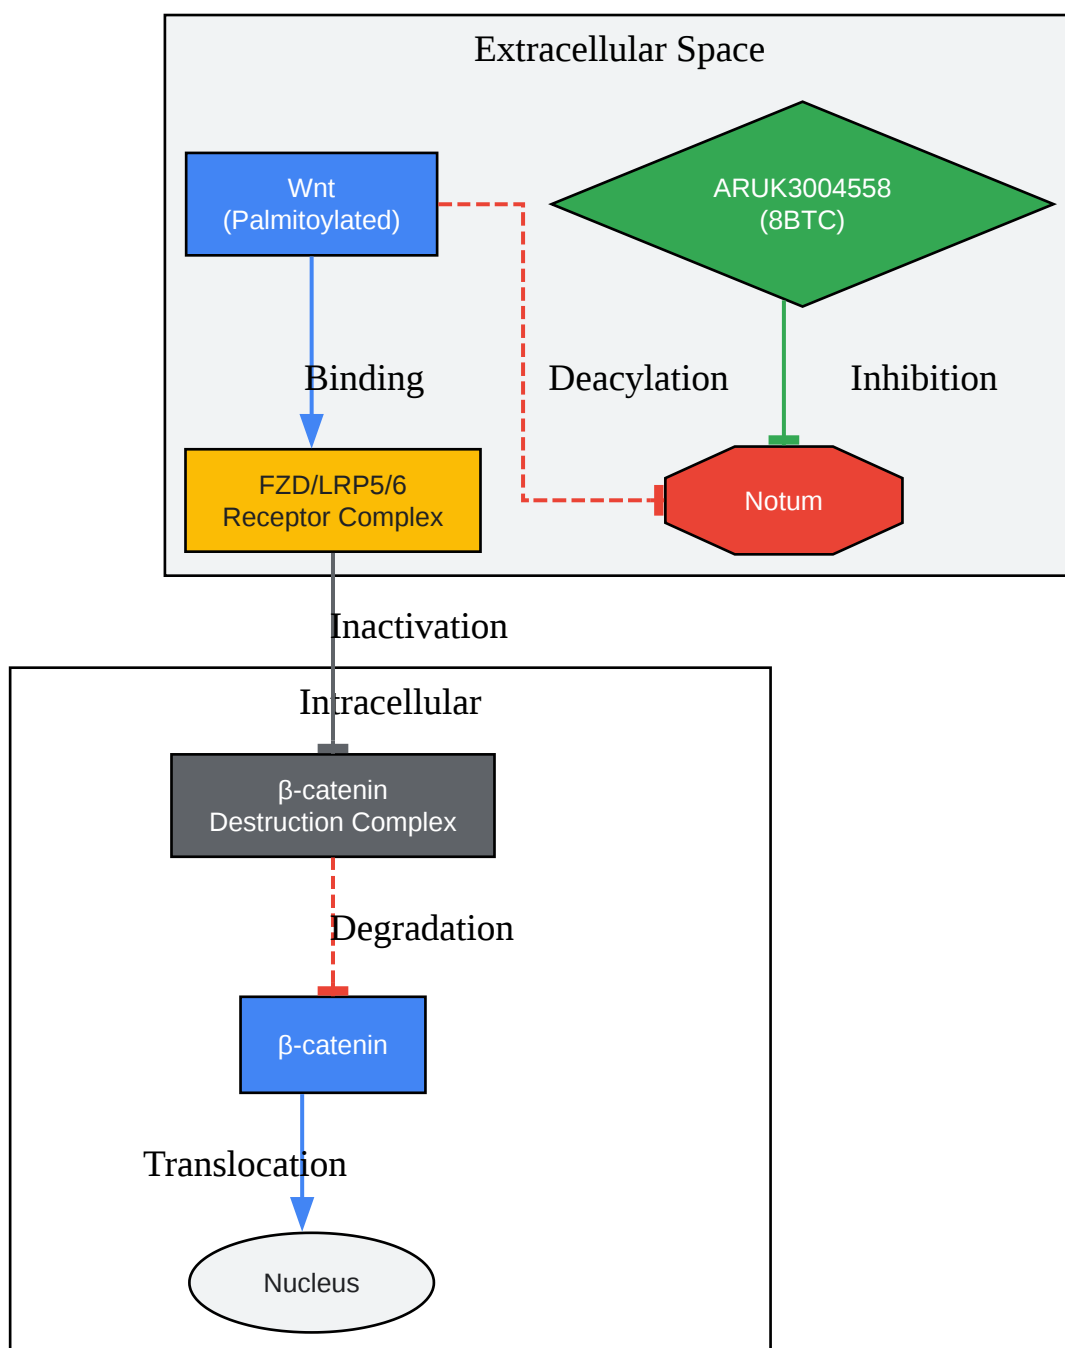 Extracellular Space
Wnt
(Palmitoylated)
ARUK3004558
(8BTC)
Binding
Deacylation
Inhibition
FZD/LRP5/6
Receptor Complex
Notum
Inactivation
Intracellular
β-catenin
Destruction Complex
Degradation
β-catenin
Translocation
Nucleus